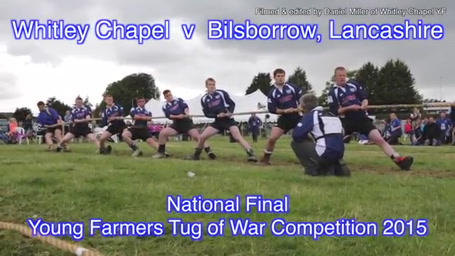 Filmed & edited by Daniel Miller of Whitley Chapel YF
Whitley Chapel v Bilsborrow, Lancashire
National Final
Young Farmers Tug of War Competition 2015